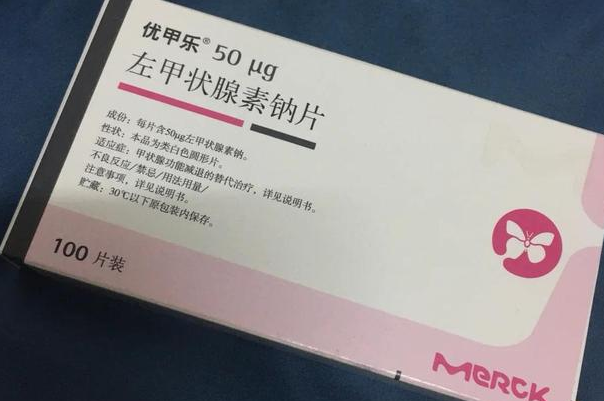 优甲乐® 50 μg
左甲状腺素钠片
成份：每片含50μg左甲状腺素钠。
性状：本品为类白色圆形片。
适应症：甲状腺功能减退的替代治疗，详见说明书。
不良反应/禁忌/用法用量/
注意事项，详见说明书。
贮藏：30℃以下原包装内保存。
100 片装
MERCK